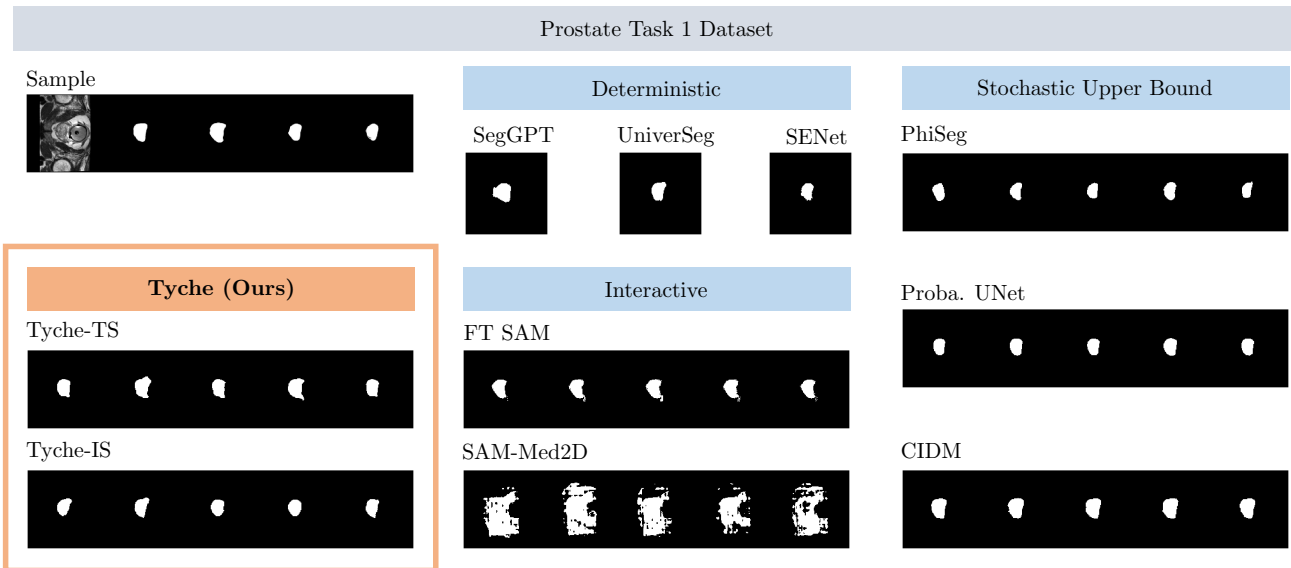 Prostate Task 1 Dataset
Sample
Deterministic
SegGPT
UniverSeg
SENet
Stochastic Upper Bound
PhiSeg
Tyche (Ours)
Tyche-TS
Tyche-IS
Interactive
FT SAM
SAM-Med2D
Proba. UNet
CIDM